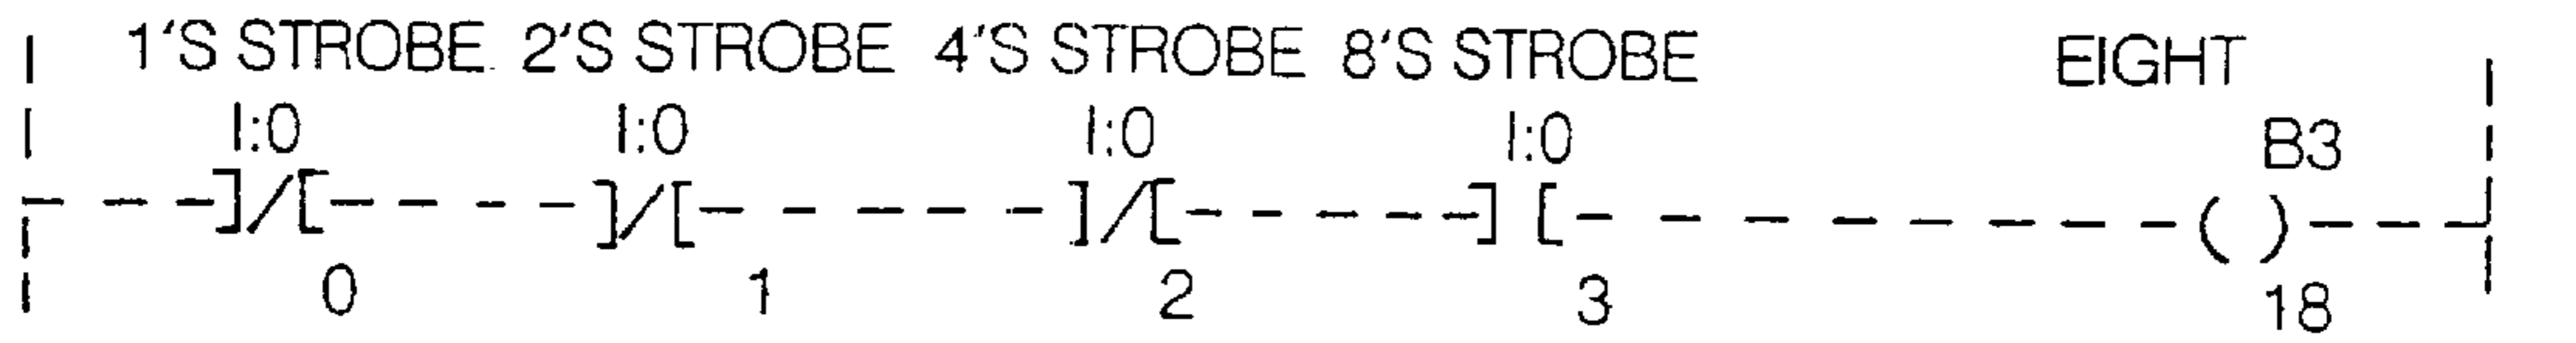 1'S STROBE 2'S STROBE 4'S STROBE 8'S STROBE EIGHT
I:0 I:0 I:0 I:0 B3
]/[ ]/[ ]/[ ] [ ( )
0 1 2 3 18